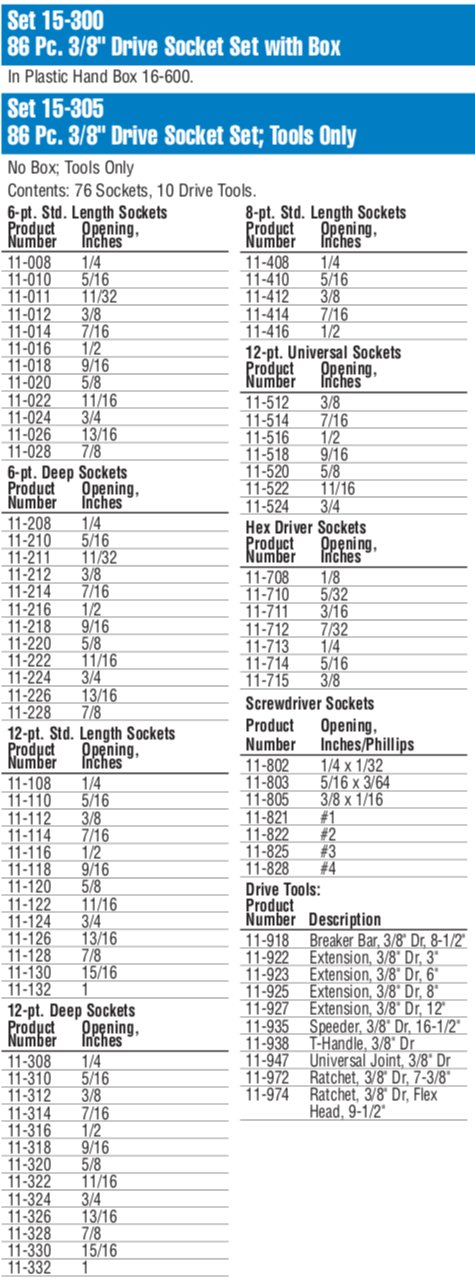 Set 15-300
86 Pc. 3/8" Drive Socket Set with Box
In Plastic Hand Box 16-600.
Set 15-305
86 Pc. 3/8" Drive Socket Set; Tools Only
No Box; Tools Only
Contents: 76 Sockets, 10 Drive Tools.
6-pt. Std. Length Sockets
Product Opening,
Number Inches
11-008 1/4
11-010 5/16
11-011 11/32
11-012 3/8
11-014 7/16
11-016 1/2
11-018 9/16
11-020 5/8
11-022 11/16
11-024 3/4
11-026 13/16
11-028 7/8
6-pt. Deep Sockets
Product Opening,
Number Inches
11-208 1/4
11-210 5/16
11-211 11/32
11-212 3/8
11-214 7/16
11-216 1/2
11-218 9/16
11-220 5/8
11-222 11/16
11-224 3/4
11-226 13/16
11-228 7/8
12-pt. Std. Length Sockets
Product Opening,
Number Inches
11-108 1/4
11-110 5/16
11-112 3/8
11-114 7/16
11-116 1/2
11-118 9/16
11-120 5/8
11-122 11/16
11-124 3/4
11-126 13/16
11-128 7/8
11-130 15/16
11-132 1
12-pt. Deep Sockets
Product Opening,
Number Inches
11-308 1/4
11-310 5/16
11-312 3/8
11-314 7/16
11-316 1/2
11-318 9/16
11-320 5/8
11-322 11/16
11-324 3/4
11-326 13/16
11-328 7/8
11-330 15/16
11-332 1
8-pt. Std. Length Sockets
Product Opening,
Number Inches
11-408 1/4
11-410 5/16
11-412 3/8
11-414 7/16
11-416 1/2
12-pt. Universal Sockets
Product Opening,
Number Inches
11-512 3/8
11-514 7/16
11-516 1/2
11-518 9/16
11-520 5/8
11-522 11/16
11-524 3/4
Hex Driver Sockets
Product Opening,
Number Inches
11-708 1/8
11-710 5/32
11-711 3/16
11-712 7/32
11-713 1/4
11-714 5/16
11-715 3/8
Screwdriver Sockets
Product Opening,
Number Inches/Phillips
11-802 1/4 x 1/32
11-803 5/16 x 3/64
11-805 3/8 x 1/16
11-821 #1
11-822 #2
11-825 #3
11-828 #4
Drive Tools:
Product
Number Description
11-918 Breaker Bar, 3/8" Dr, 8-1/2"
11-922 Extension, 3/8" Dr, 3"
11-923 Extension, 3/8" Dr, 6"
11-925 Extension, 3/8" Dr, 8"
11-927 Extension, 3/8" Dr, 12"
11-935 Speeder, 3/8" Dr, 16-1/2"
11-938 T-Handle, 3/8" Dr
11-947 Universal Joint, 3/8" Dr
11-972 Ratchet, 3/8" Dr, 7-3/8"
11-974 Ratchet, 3/8" Dr, Flex
Head, 9-1/2"